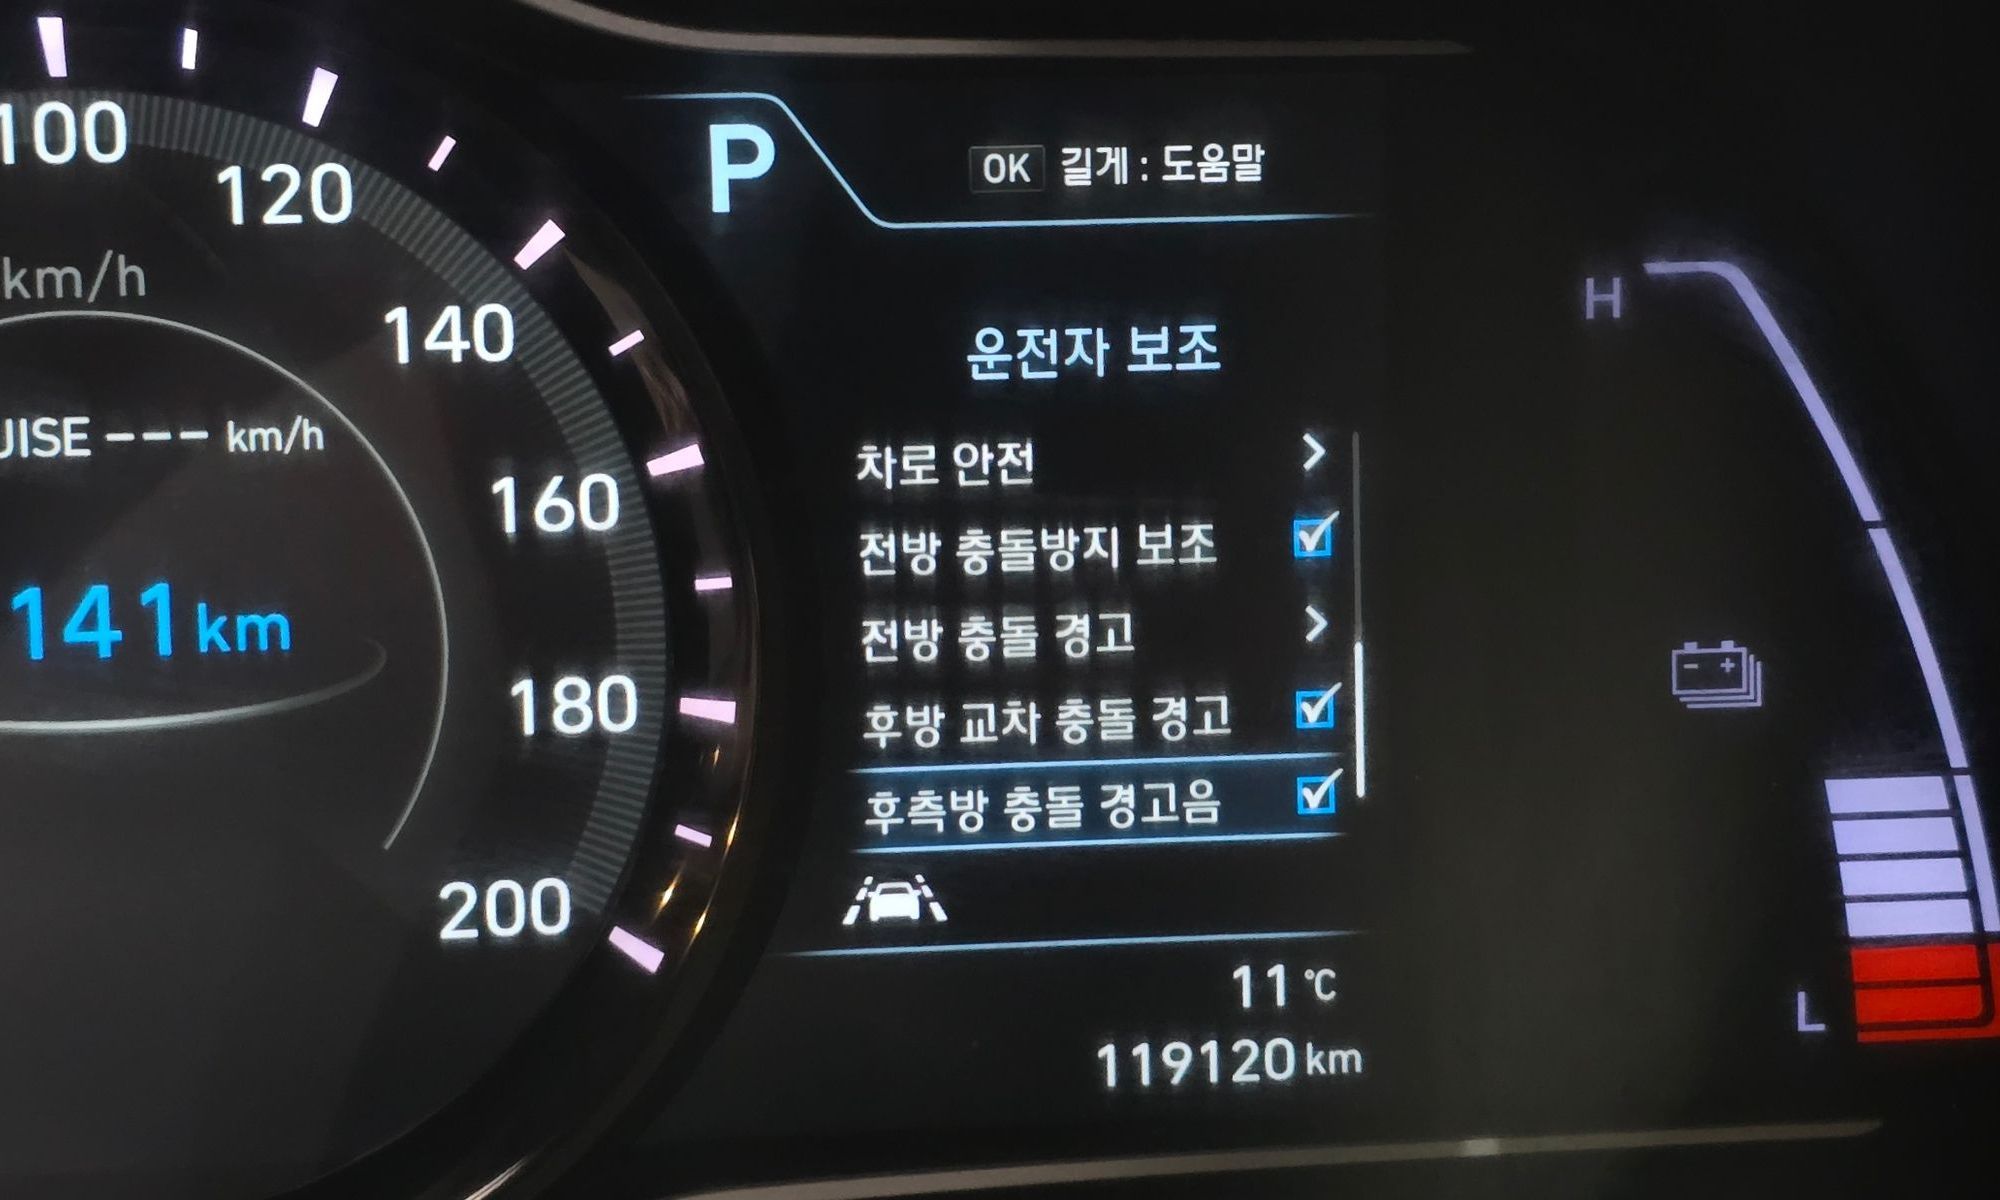 100
120
km/h
140
UISE --- km/h
160
141 km
180
200
P
OK 길게 : 도움말
운전자 보조
차로 안전
전방 충돌방지 보조
전방 충돌 경고
후방 교차 충돌 경고
후측방 충돌 경고음
11 ℃
119120 km
H
L